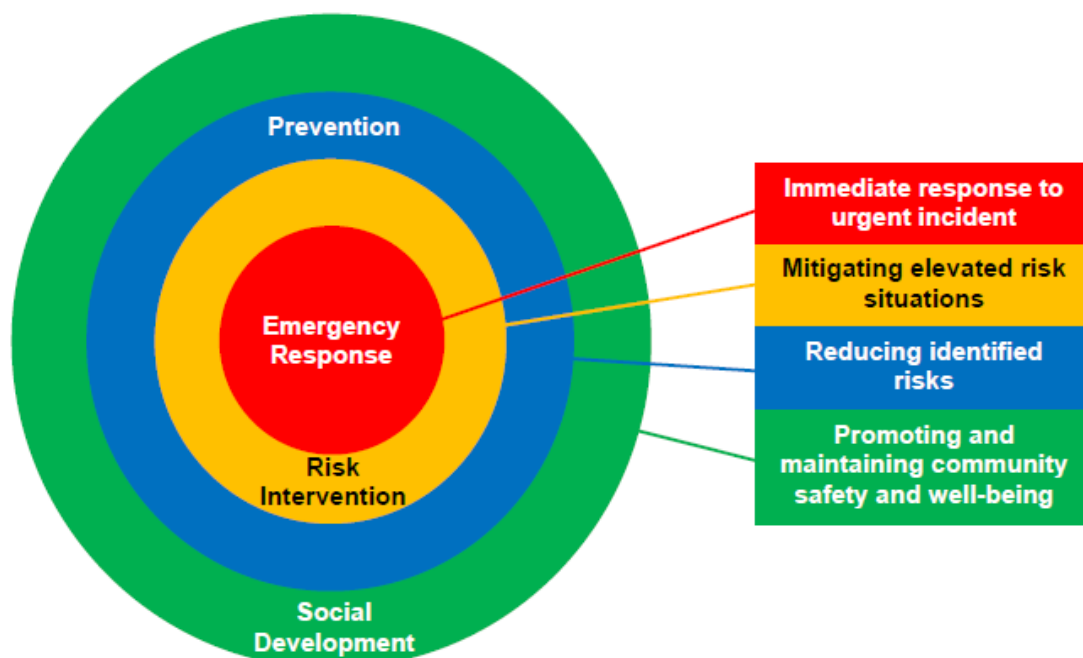 Prevention
Emergency
Response
Risk
Intervention
Social
Development
Immediate response to
urgent incident
Mitigating elevated risk
situations
Reducing identified
risks
Promoting and
maintaining community
safety and well-being